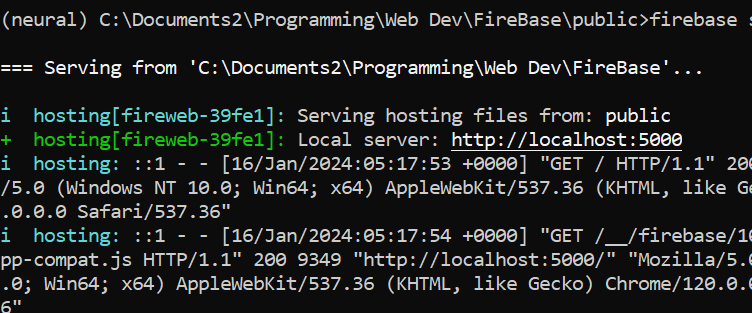 (neural) C:\Documents2\Programming\Web Dev\FireBase\public>firebase s
=== Serving from 'C:\Documents2\Programming\Web Dev\FireBase'...
i  hosting[fireweb-39fe1]: Serving hosting files from: public
+  hosting[fireweb-39fe1]: Local server: http://localhost:5000
i  hosting: ::1 - - [16/Jan/2024:05:17:53 +0000] "GET / HTTP/1.1" 200
/5.0 (Windows NT 10.0; Win64; x64) AppleWebKit/537.36 (KHTML, like Ge
.0.0.0 Safari/537.36"
i  hosting: ::1 - - [16/Jan/2024:05:17:54 +0000] "GET /__/firebase/10
pp-compat.js HTTP/1.1" 200 9349 "http://localhost:5000/" "Mozilla/5.0
.0; Win64; x64) AppleWebKit/537.36 (KHTML, like Gecko) Chrome/120.0.0
6"